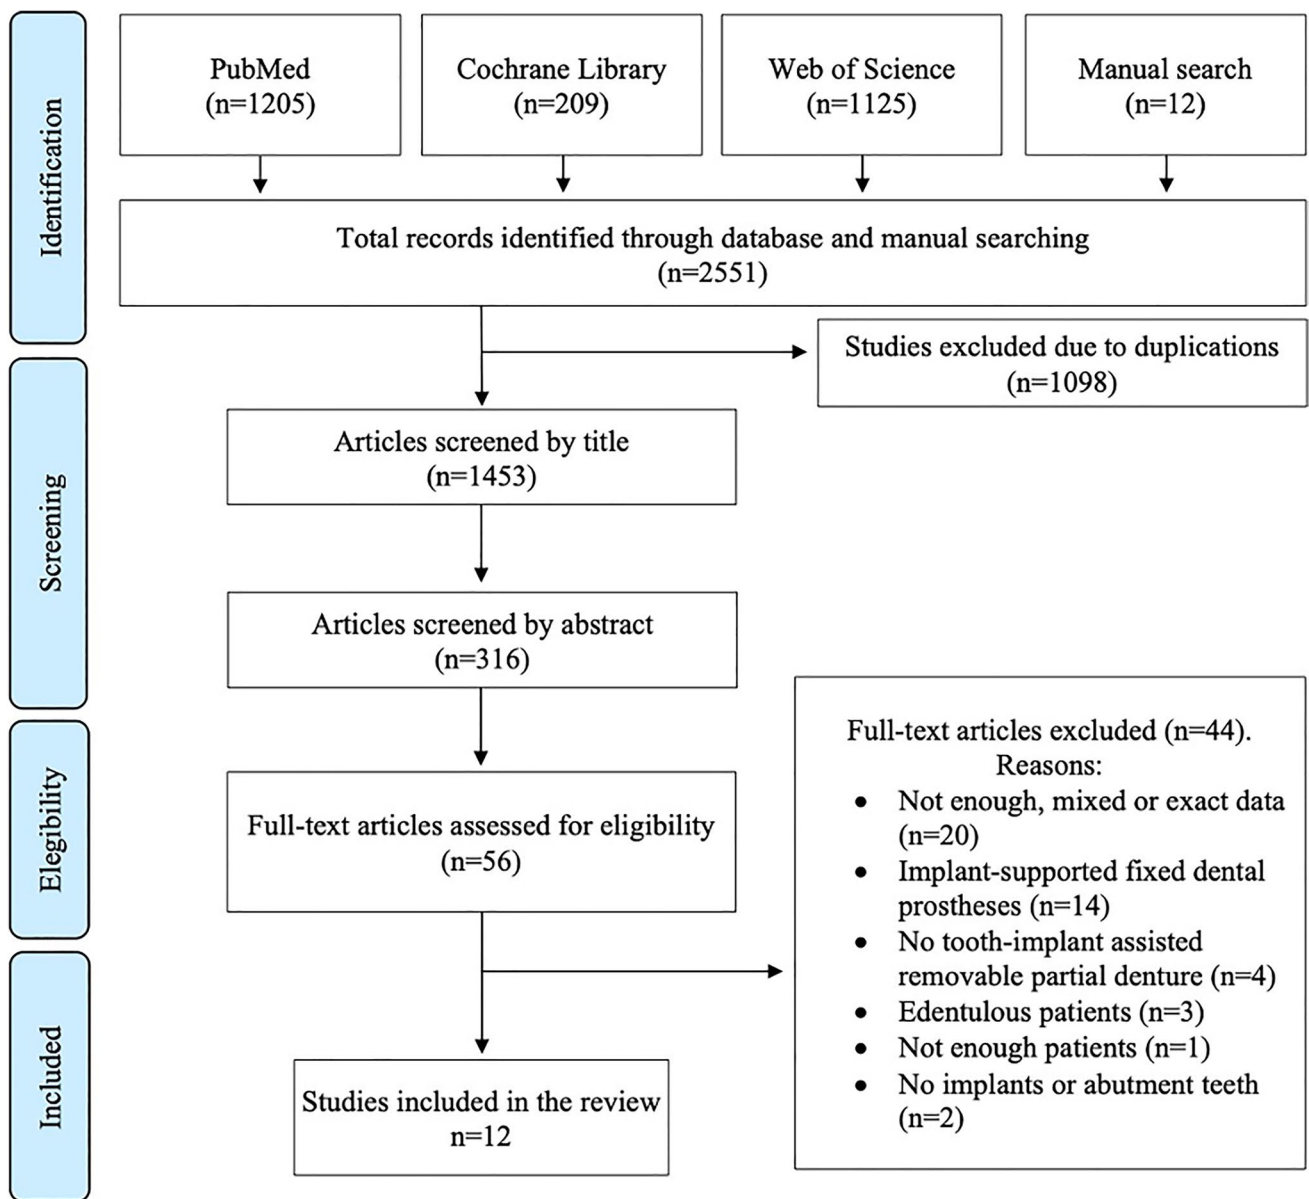 Identification
PubMed
(n=1205)
Cochrane Library
(n=209)
Web of Science
(n=1125)
Manual search
(n=12)
Total records identified through database and manual searching
(n=2551)
Studies excluded due to duplications
(n=1098)
Screening
Articles screened by title
(n=1453)
Articles screened by abstract
(n=316)
Elegibility
Full-text articles assessed for eligibility
(n=56)
Full-text articles excluded (n=44).
Reasons:
• Not enough, mixed or exact data
(n=20)
• Implant-supported fixed dental
prostheses (n=14)
• No tooth-implant assisted
removable partial denture (n=4)
• Edentulous patients (n=3)
• Not enough patients (n=1)
• No implants or abutment teeth
(n=2)
Included
Studies included in the review
n=12